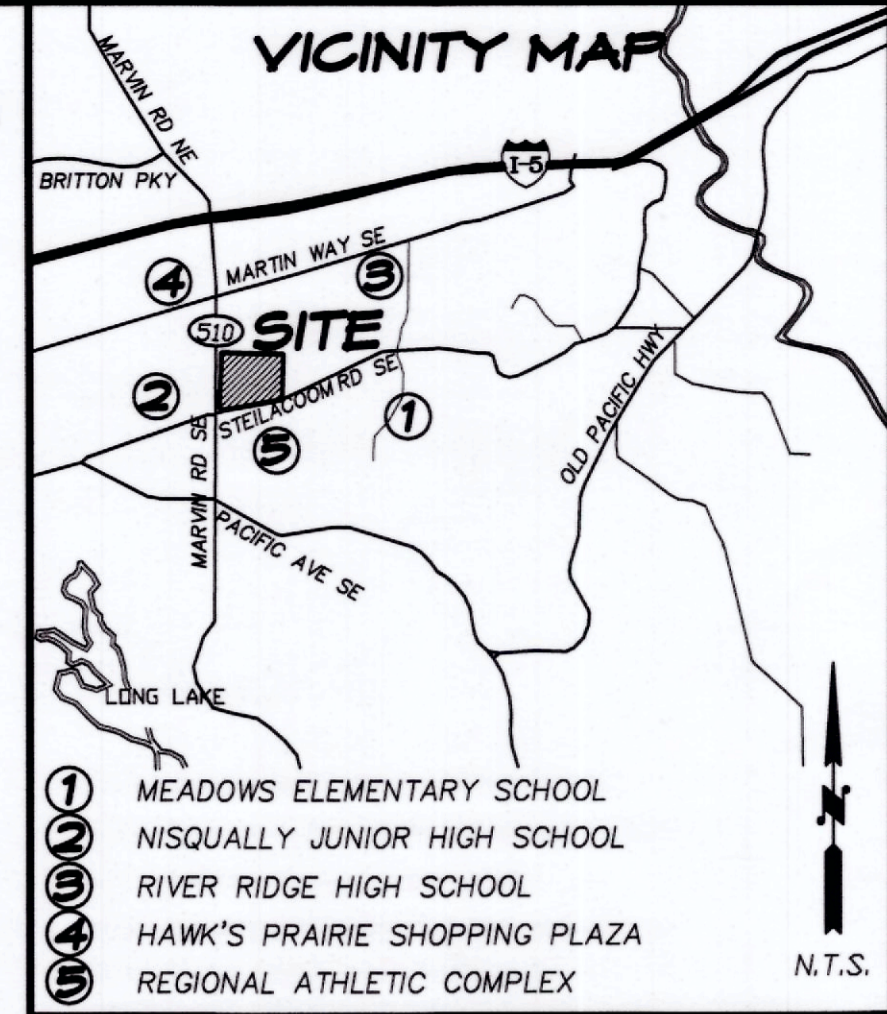 VICINITY MAP
MARVIN RD NE
I-5
BRITTON PKY
MARTIN WAY SE
3
4
510
SITE
2
STEILACOOM RD SE
1
5
OLD PACIFIC HWY
MARVIN RD SE
PACIFIC AVE SE
LONG LAKE
1 MEADOWS ELEMENTARY SCHOOL
2 NISQUALLY JUNIOR HIGH SCHOOL
3 RIVER RIDGE HIGH SCHOOL
4 HAWK'S PRAIRIE SHOPPING PLAZA
5 REGIONAL ATHLETIC COMPLEX
N
N.T.S.